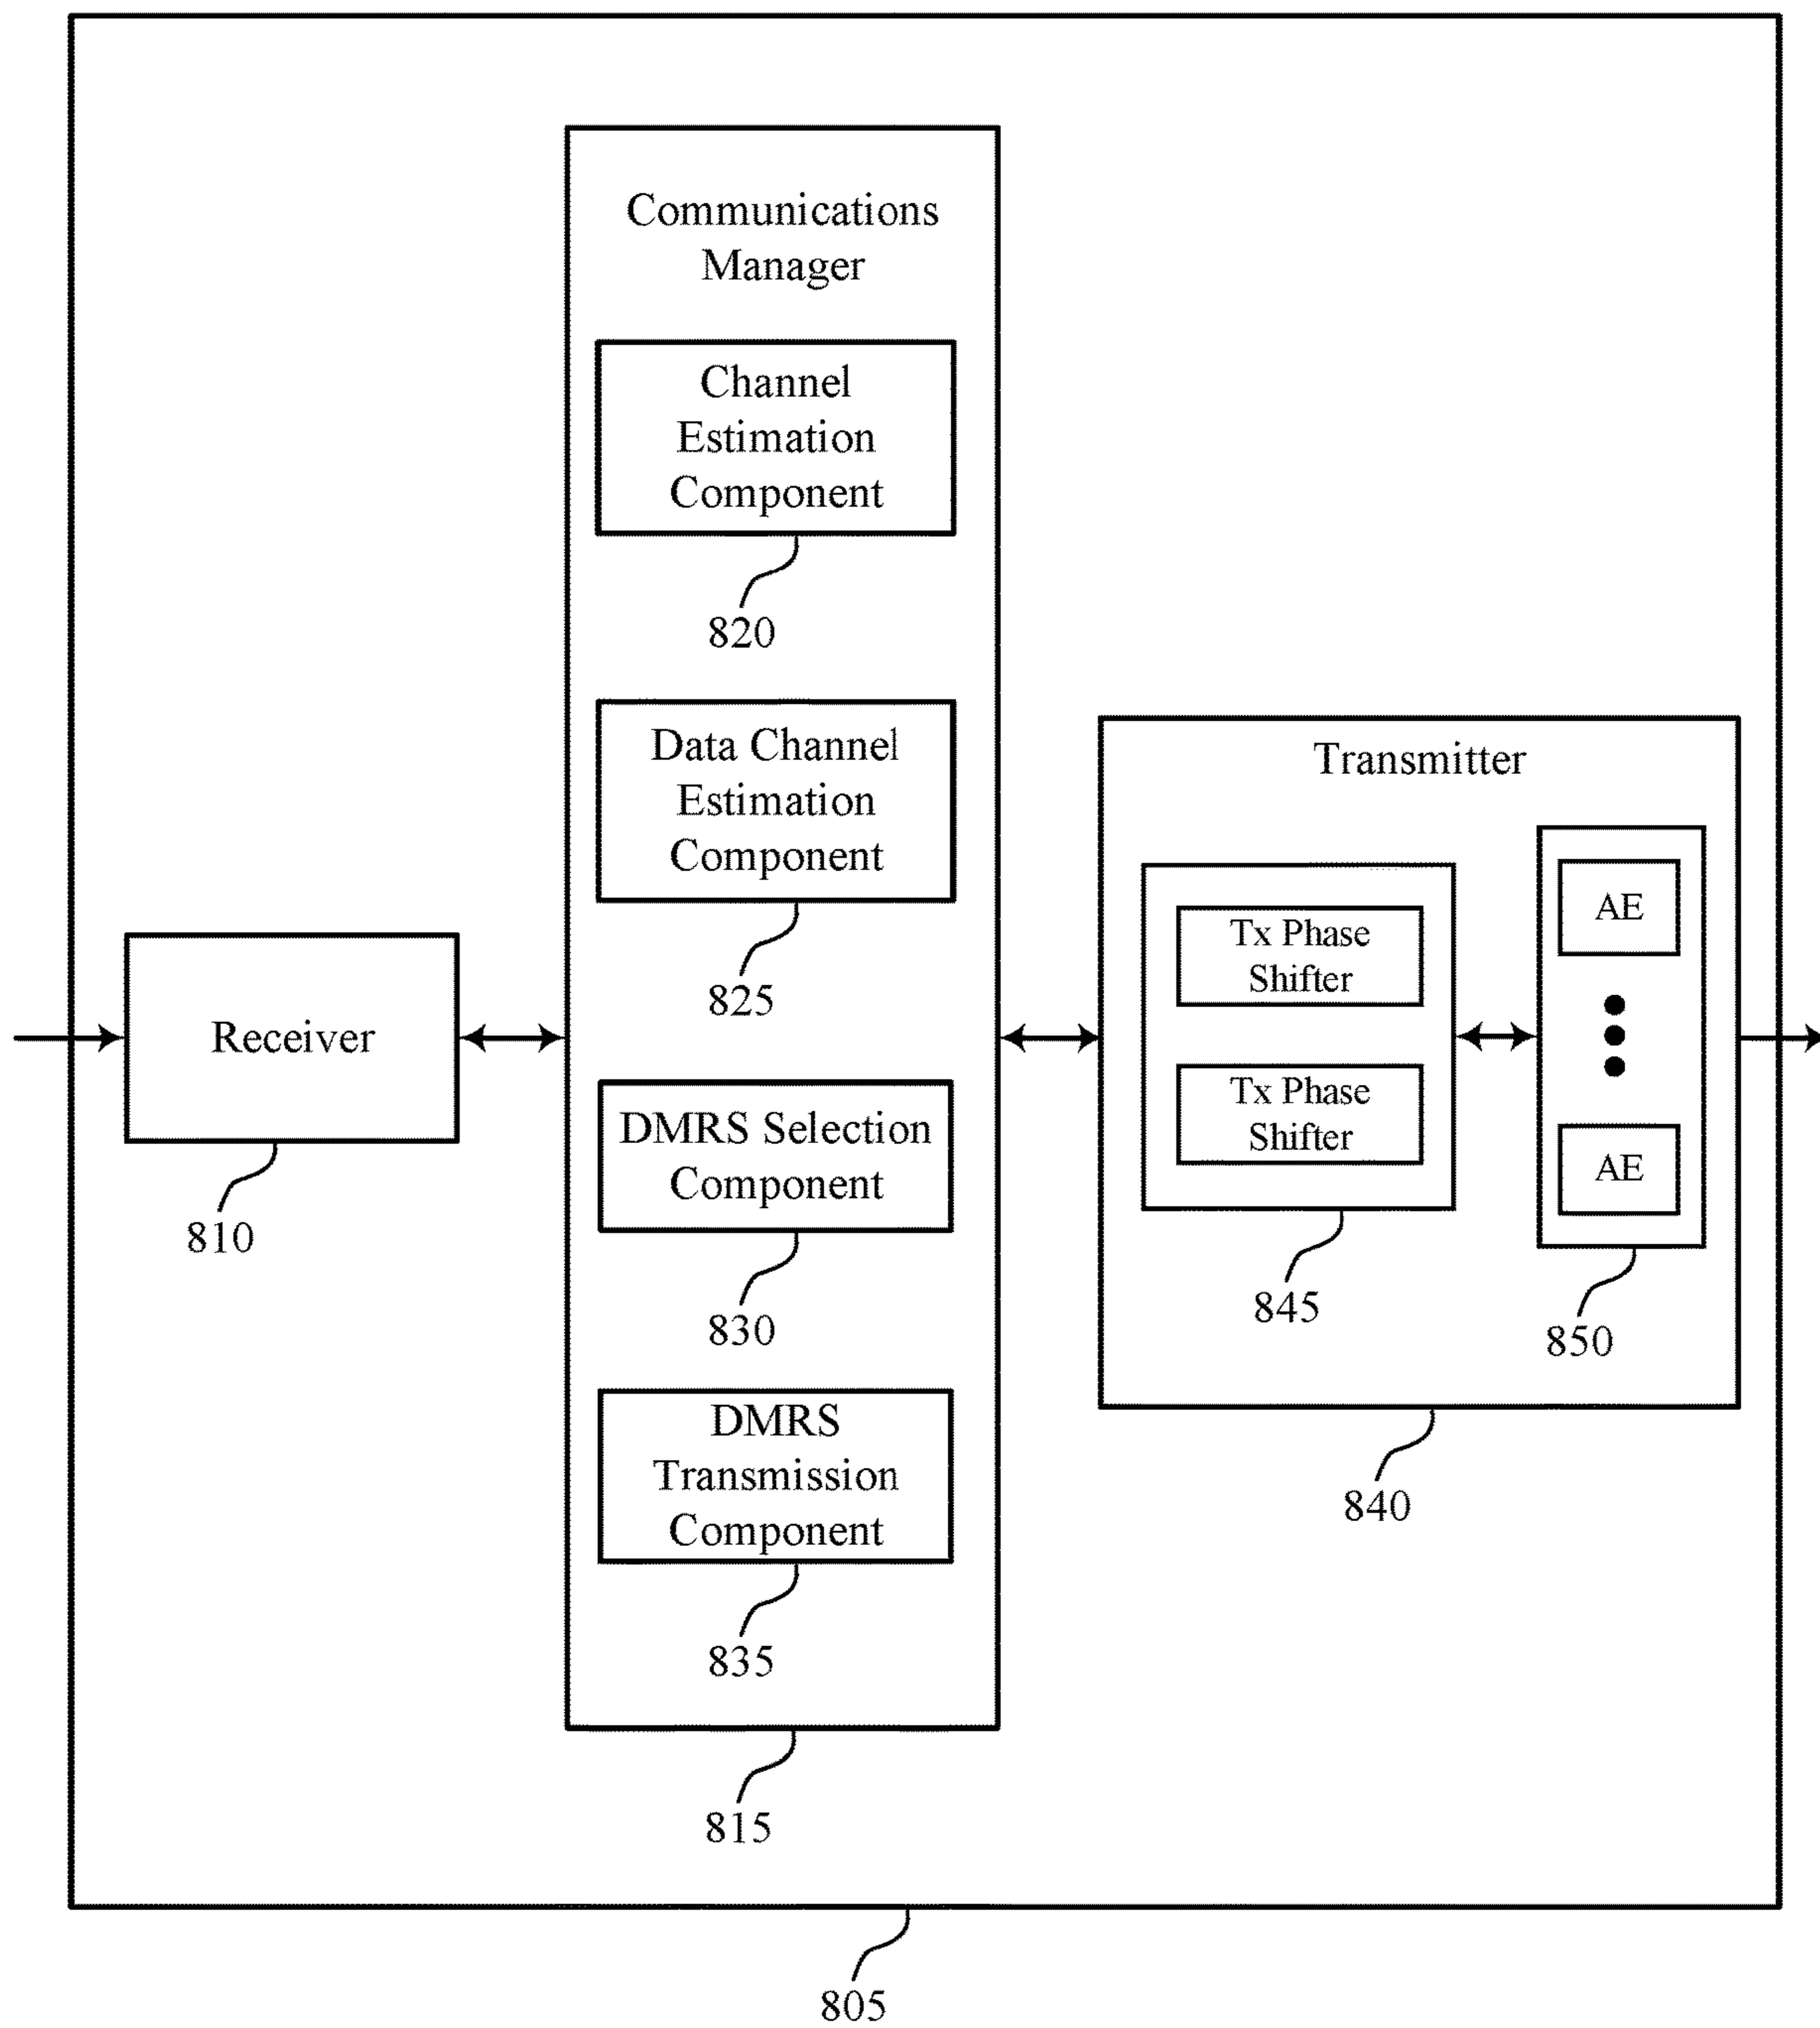 Communications
Manager
Channel
Estimation
Component
820
Data Channel
Estimation
Component
825
DMRS Selection
Component
830
DMRS
Transmission
Component
835
815
Receiver
810
Transmitter
Tx Phase
Shifter
Tx Phase
Shifter
845
AE
AE
850
840
805